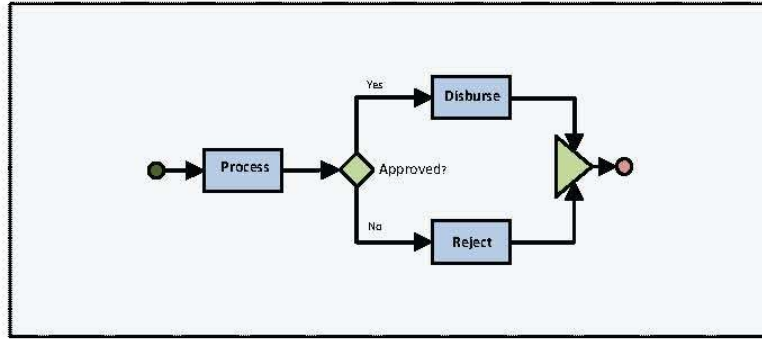 Yes
Disburse
Process
Approved?
No
Reject